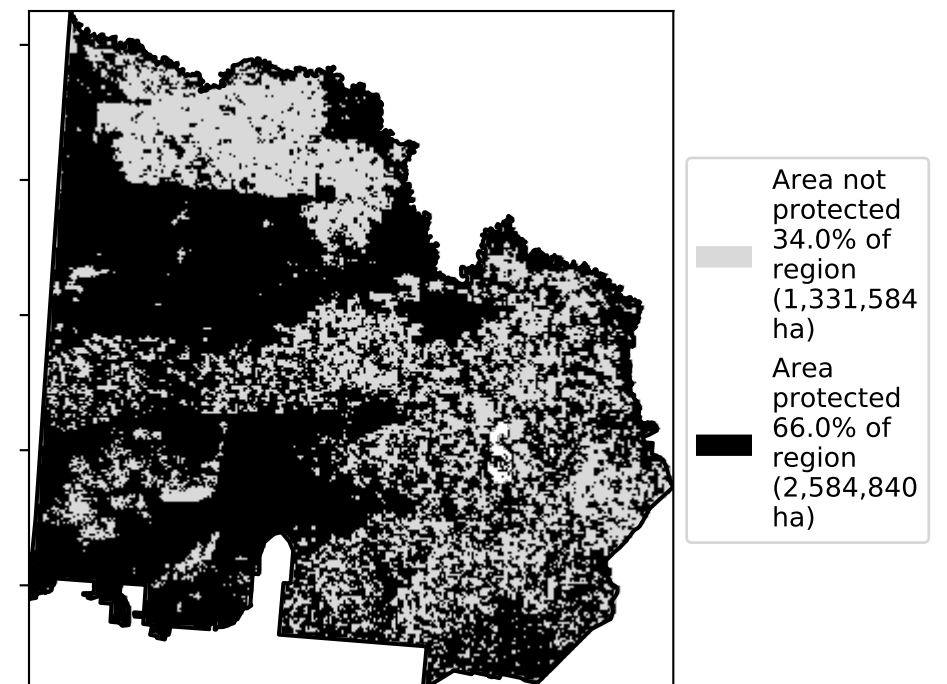 Area not
protected
34.0% of
region
(1,331,584
ha)
Area
protected
66.0% of
region
(2,584,840
ha)